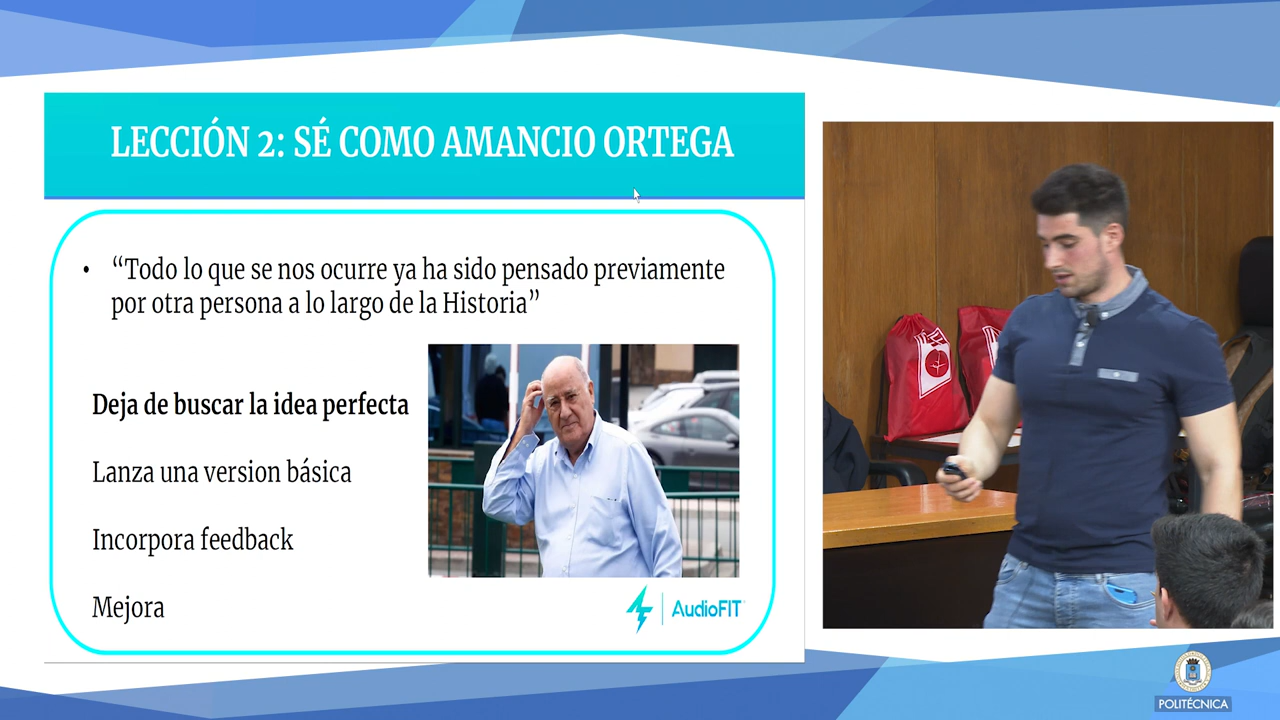 LECCIÓN 2: SÉ COMO AMANCIO ORTEGA
• “Todo lo que se nos ocurre ya ha sido pensado previamente
por otra persona a lo largo de la Historia”
Deja de buscar la idea perfecta
Lanza una version básica
Incorpora feedback
Mejora
AudioFIT
POLITÉCNICA